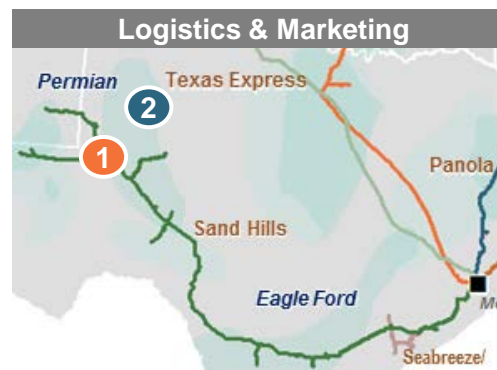 Logistics & Marketing
Permian
Texas Express
2
1
Panola
Sand Hills
Eagle Ford
Seabreeze/